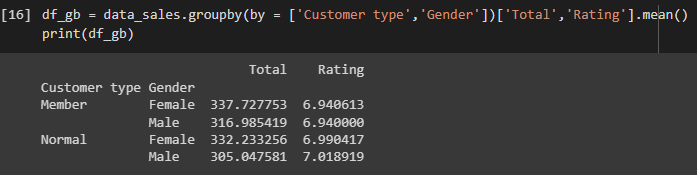 [16] df_gb = data_sales.groupby(by = ['Customer type','Gender'])['Total','Rating'].mean()
print(df_gb)
Total Rating
Customer type Gender
Member Female 337.727753 6.940613
Male 316.985419 6.940000
Normal Female 332.233256 6.990417
Male 305.047581 7.018919